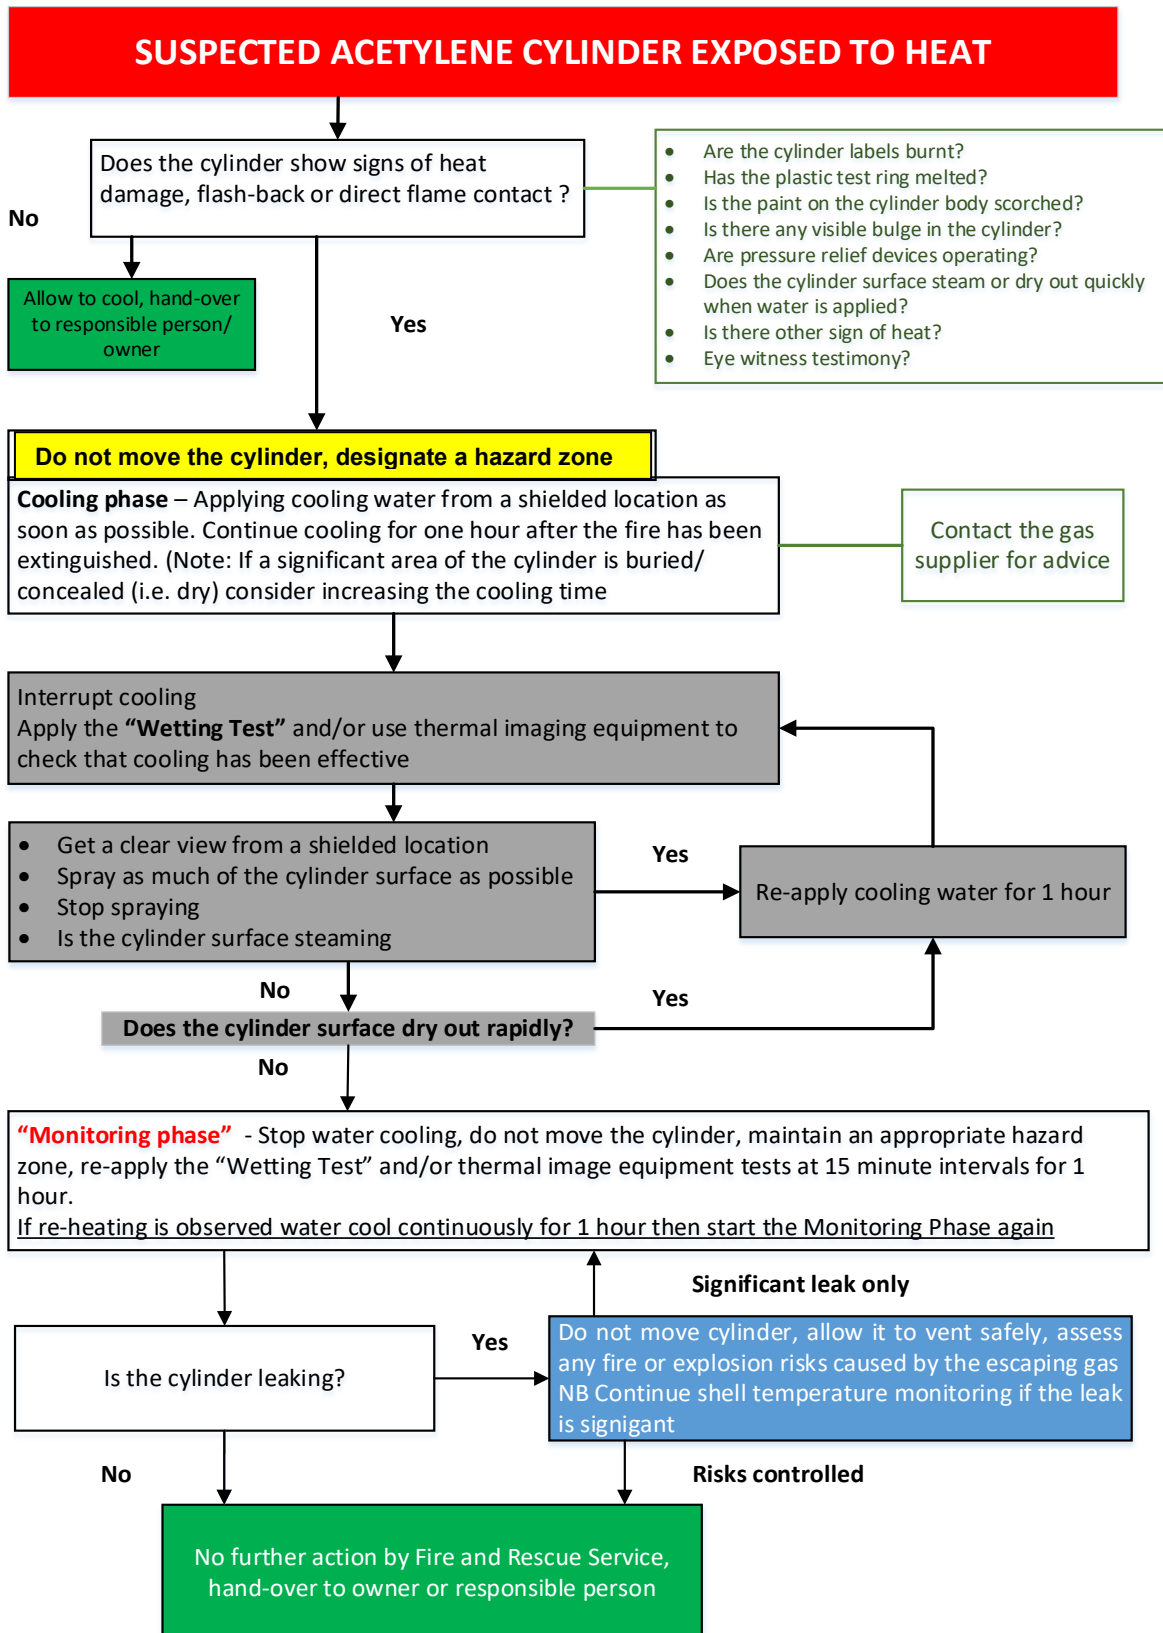 SUSPECTED ACETYLENE CYLINDER EXPOSED TO HEAT
Does the cylinder show signs of heat
damage, flash-back or direct flame contact ?
• Are the cylinder labels burnt?
• Has the plastic test ring melted?
• Is the paint on the cylinder body scorched?
• Is there any visible bulge in the cylinder?
• Are pressure relief devices operating?
• Does the cylinder surface steam or dry out quickly
when water is applied?
• Is there other sign of heat?
• Eye witness testimony?
No
Allow to cool, hand-over
to responsible person/
owner
Yes
Do not move the cylinder, designate a hazard zone
Cooling phase – Applying cooling water from a shielded location as
soon as possible. Continue cooling for one hour after the fire has been
extinguished. (Note: If a significant area of the cylinder is buried/
concealed (i.e. dry) consider increasing the cooling time
Contact the gas
supplier for advice
Interrupt cooling
Apply the “Wetting Test” and/or use thermal imaging equipment to
check that cooling has been effective
• Get a clear view from a shielded location
• Spray as much of the cylinder surface as possible
• Stop spraying
• Is the cylinder surface steaming
Yes
Re-apply cooling water for 1 hour
No
Yes
Does the cylinder surface dry out rapidly?
No
“Monitoring phase” - Stop water cooling, do not move the cylinder, maintain an appropriate hazard
zone, re-apply the “Wetting Test” and/or thermal image equipment tests at 15 minute intervals for 1
hour.
If re-heating is observed water cool continuously for 1 hour then start the Monitoring Phase again
Significant leak only
Is the cylinder leaking?
Yes
Do not move cylinder, allow it to vent safely, assess
any fire or explosion risks caused by the escaping gas
NB Continue shell temperature monitoring if the leak
is signigant
No
Risks controlled
No further action by Fire and Rescue Service,
hand-over to owner or responsible person